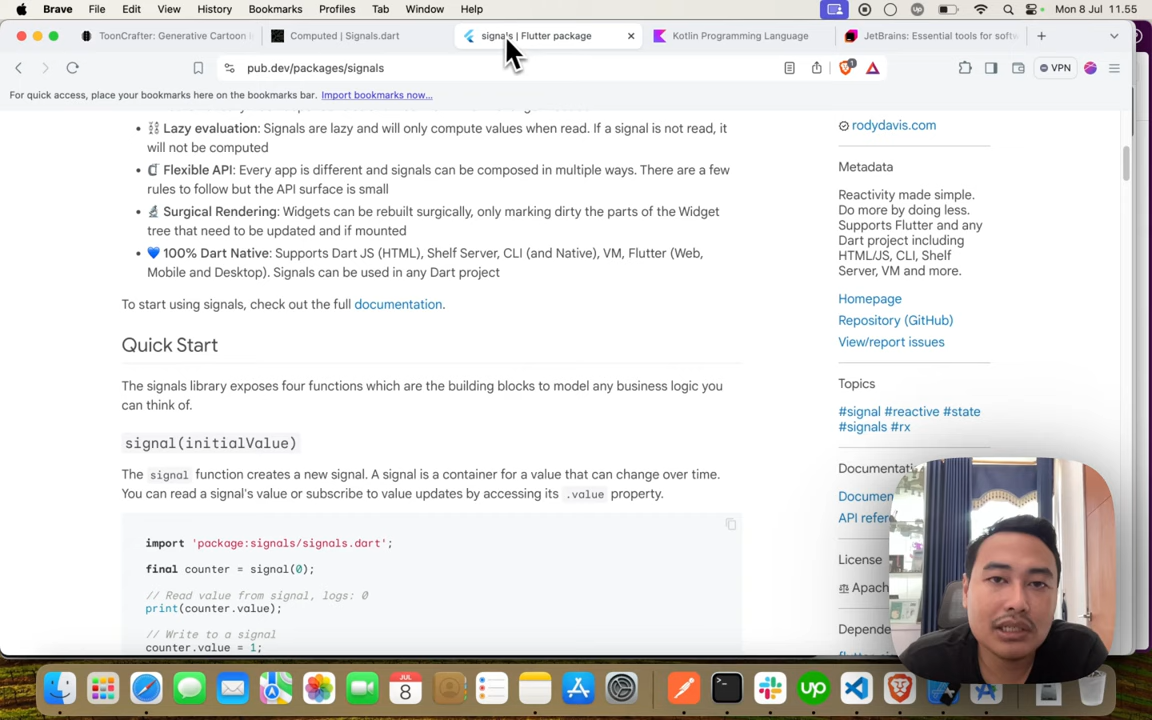 Brave File Edit View History Bookmarks Profiles Tab Window Help Mon 8 Jul 11.55
ToonCrafter: Generative Cartoon Computed | Signals.dart signals | Flutter package Kotlin Programming Language JetBrains: Essential tools for softw
pub.dev/packages/signals VPN
For quick access, place your bookmarks here on the bookmarks bar. Import bookmarks now...
Lazy evaluation: Signals are lazy and will only compute values when read. If a signal is not read, it
will not be computed
Flexible API: Every app is different and signals can be composed in multiple ways. There are a few
rules to follow but the API surface is small
Surgical Rendering: Widgets can be rebuilt surgically, only marking dirty the parts of the Widget
tree that need to be updated and if mounted
100% Dart Native: Supports Dart JS (HTML), Shelf Server, CLI (and Native), VM, Flutter (Web,
Mobile and Desktop). Signals can be used in any Dart project
To start using signals, check out the full documentation.
Quick Start
The signals library exposes four functions which are the building blocks to model any business logic you
can think of.
signal(initialValue)
The signal function creates a new signal. A signal is a container for a value that can change over time.
You can read a signal's value or subscribe to value updates by accessing its .value property.
import 'package:signals/signals.dart';
final counter = signal(0);
// Read value from signal, logs: 0
print(counter.value);
// Write to a signal
counter.value = 1;
rodydavis.com
Metadata
Reactivity made simple.
Do more by doing less.
Supports Flutter and any
Dart project including
HTML/JS, CLI, Shelf
Server, VM and more.
Homepage
Repository (GitHub)
View/report issues
Topics
#signal #reactive #state
#signals #rx
Documentati
Documen
API refer
License
Apach
Depende
JUL
8